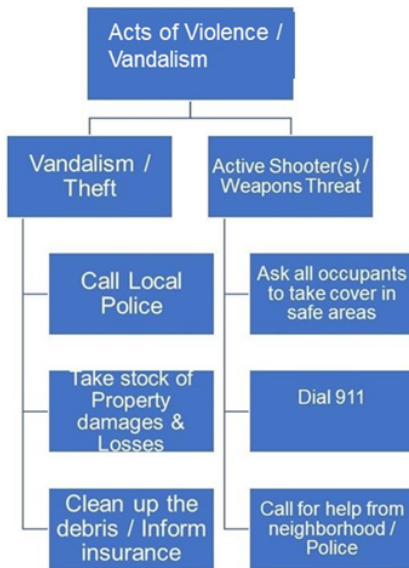 Acts of Violence /
Vandalism
Vandalism /
Theft
Active Shooter(s) /
Weapons Threat
Call Local
Police
Ask all occupants
to take cover in
safe areas
Take stock of
Property
damages &
Losses
Dial 911
Clean up the
debris / Inform
insurance
Call for help from
neighborhood /
Police